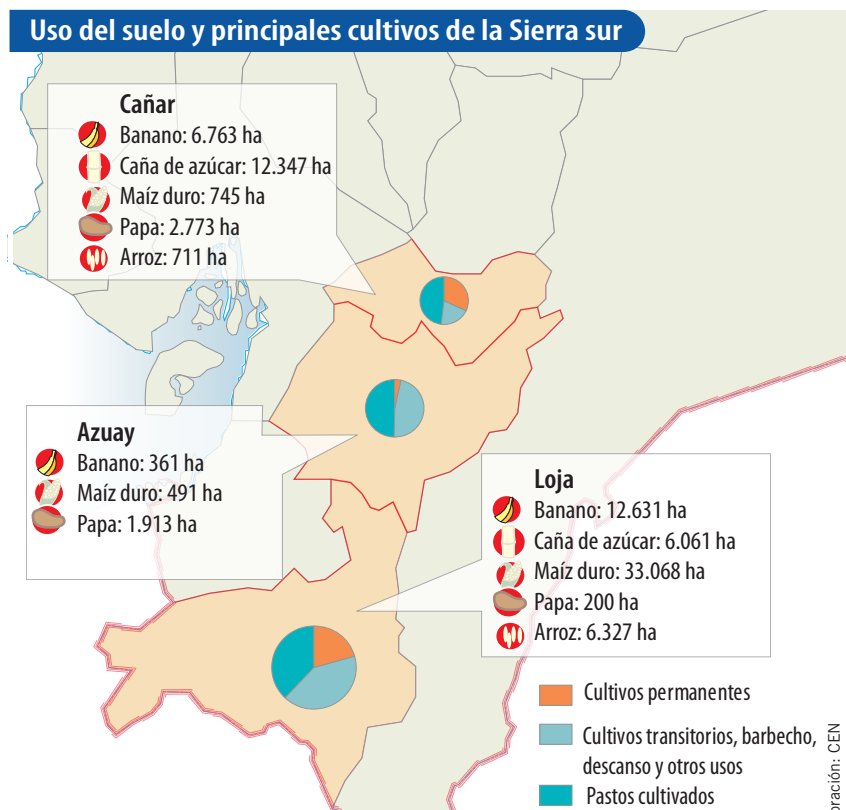 Uso del suelo y principales cultivos de la Sierra sur
Cañar
Banano: 6.763 ha
Caña de azúcar: 12.347 ha
Maíz duro: 745 ha
Papa: 2.773 ha
Arroz: 711 ha
Azuay
Banano: 361 ha
Maíz duro: 491 ha
Papa: 1.913 ha
Loja
Banano: 12.631 ha
Caña de azúcar: 6.061 ha
Maíz duro: 33.068 ha
Papa: 200 ha
Arroz: 6.327 ha
Cultivos permanentes
Cultivos transitorios, barbecho,
descanso y otros usos
Pastos cultivados
oración: CEN